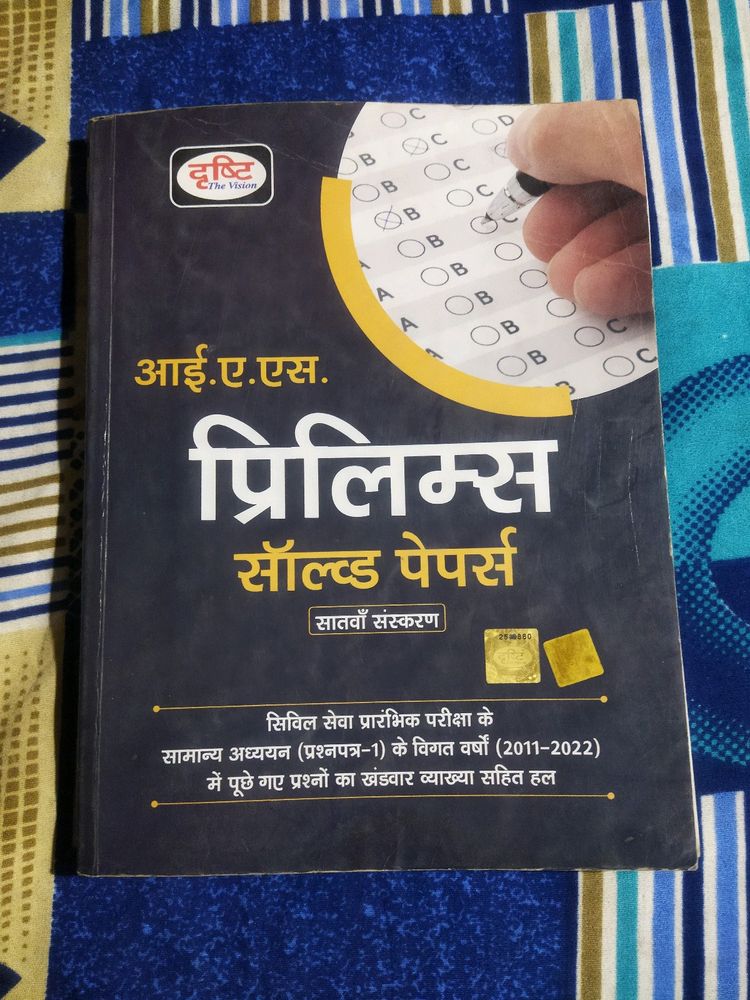 दृष्टि
The Vision
आई.ए.एस.
प्रिलिम्स
सॉल्व्ड पेपर्स
सातवाँ संस्करण
सिविल सेवा प्रारंभिक परीक्षा के
सामान्य अध्ययन (प्रश्नपत्र-1) के विगत वर्षों (2011-2022)
में पूछे गए प्रश्नों का खंडवार व्याख्या सहित हल
C
D
B
C
B
C
B
C
B
B
A
B
A
B
C
A
B
C
B